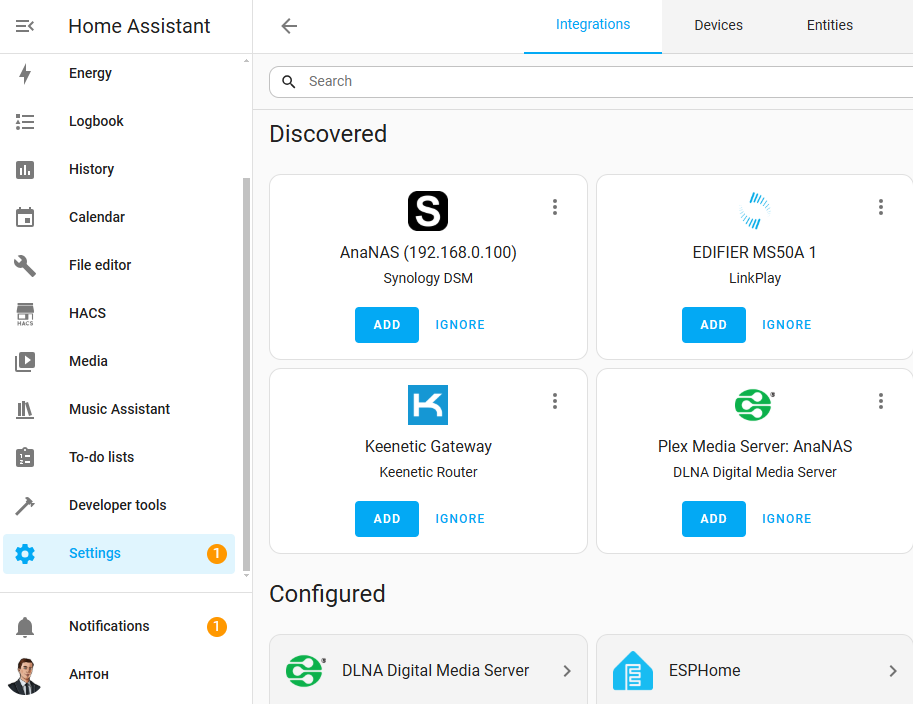 Home Assistant
Integrations
Devices
Entities
Search
Energy
Logbook
History
Calendar
File editor
HACS
HACS
Media
Music Assistant
To-do lists
Developer tools
Settings
1
Notifications
1
Антон
Discovered
S
AnaNAS (192.168.0.100)
Synology DSM
ADD
IGNORE
EDIFIER MS50A 1
LinkPlay
ADD
IGNORE
Keenetic Gateway
Keenetic Router
ADD
IGNORE
Plex Media Server: AnaNAS
DLNA Digital Media Server
ADD
IGNORE
Configured
DLNA Digital Media Server
ESPHome